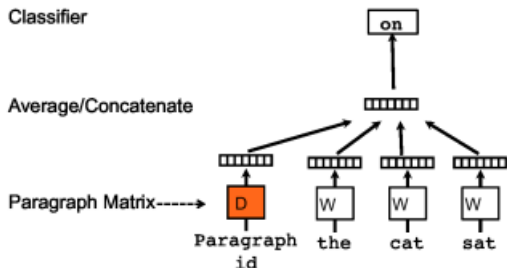 Classifier
on
Average/Concatenate
Paragraph Matrix----->
D
W
W
W
Paragraph
id
the
cat
sat